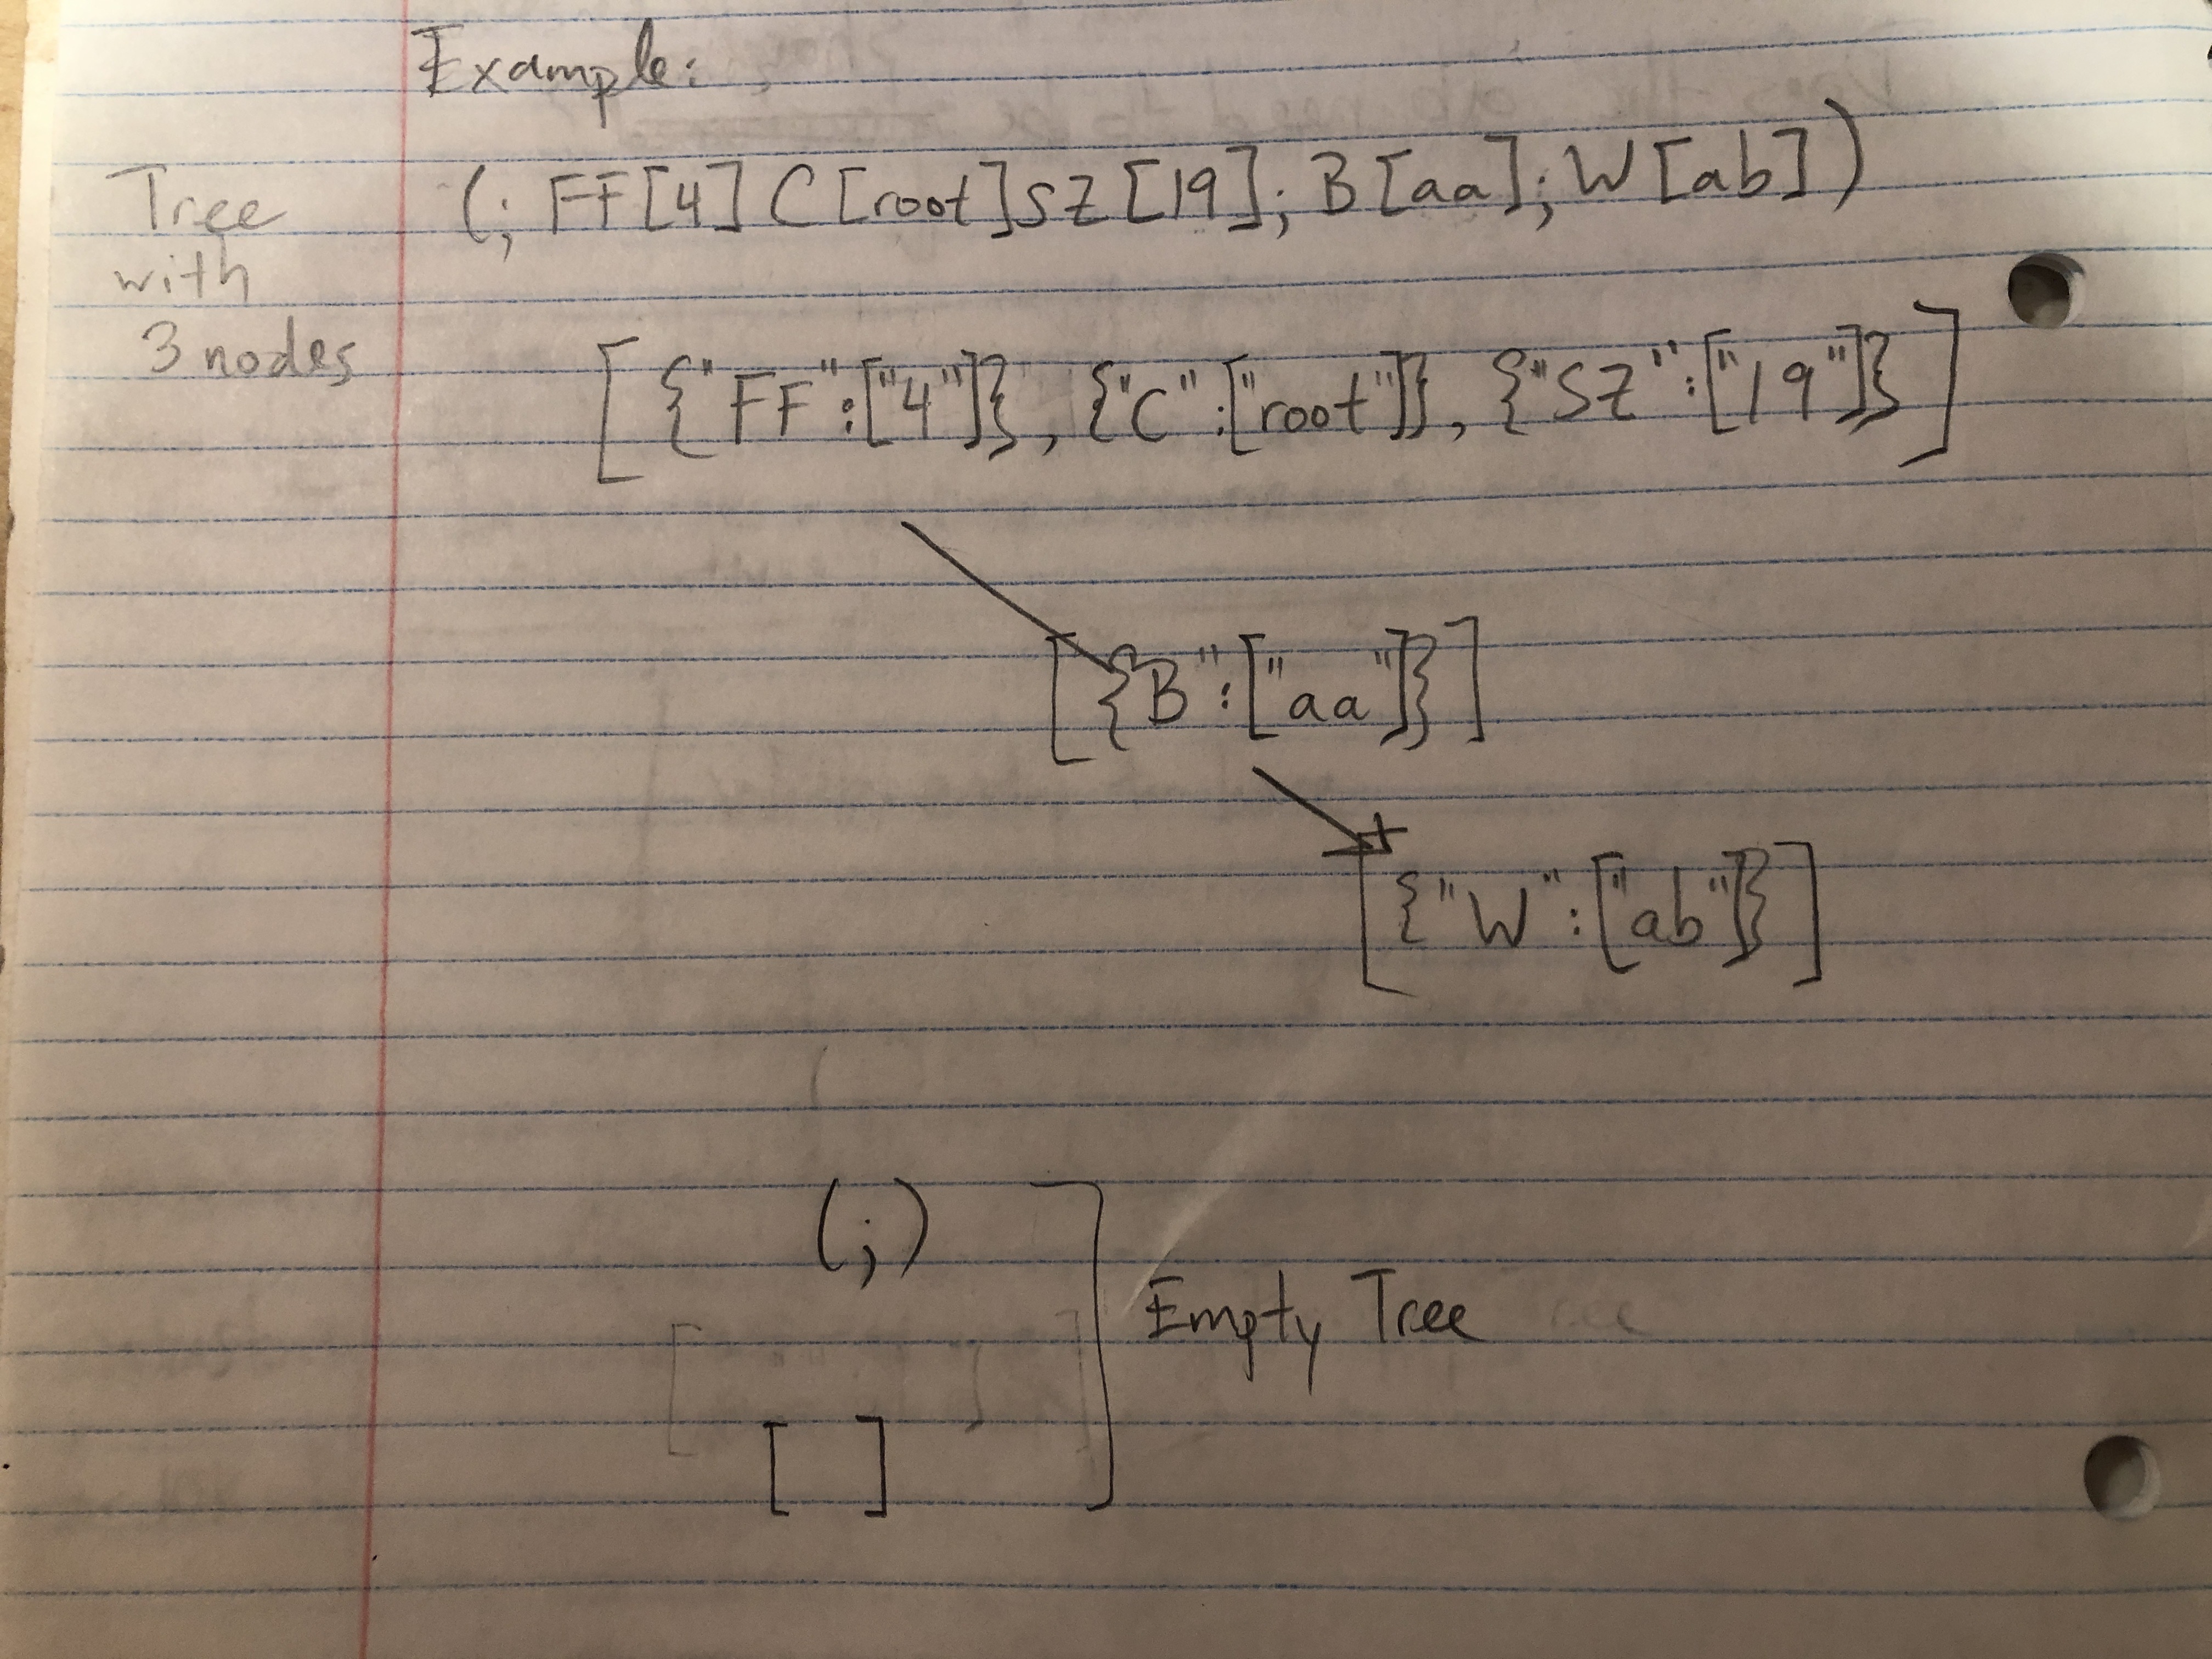 Example:
Tree
with
3 nodes
(; FF[4] C[root]SZ[19]; B[aa]; W[ab])
[{"FF":["4"]}, {"C":["root"]}, {"SZ":["19"]}]
[{B":["aa"]}]
[{"W":["ab"]}]
(;)
[ ]
Empty Tree